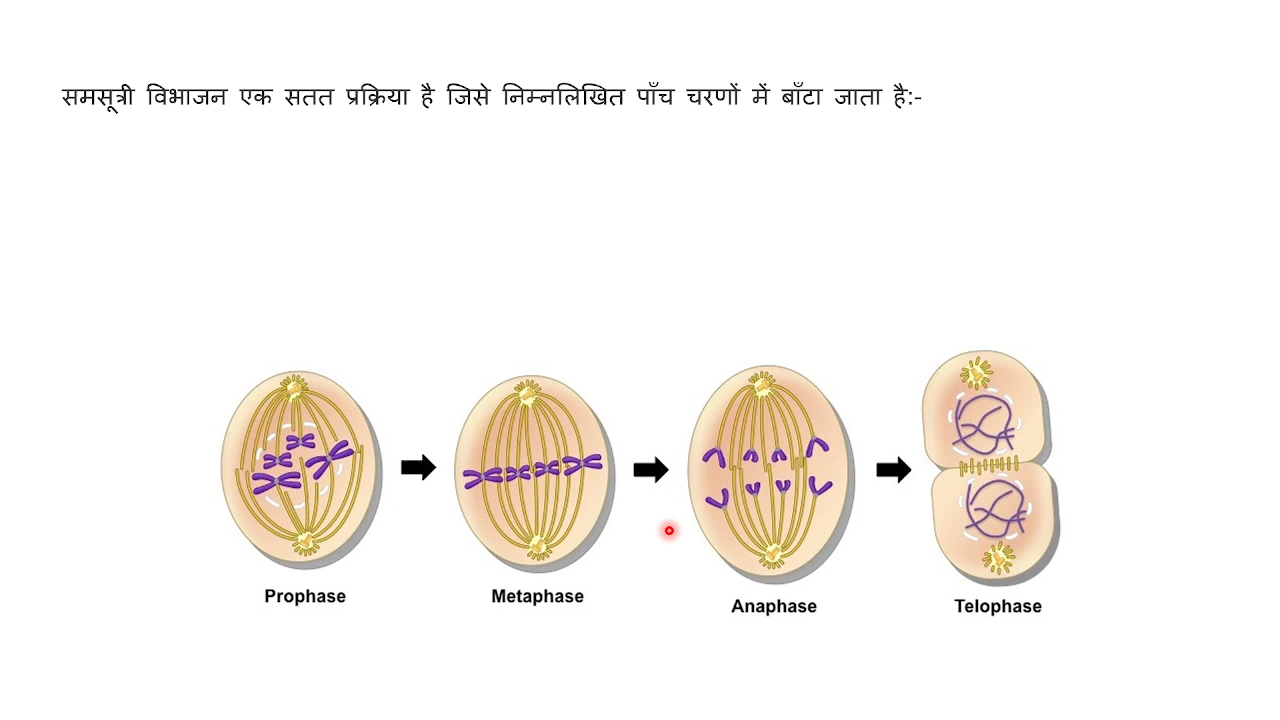 समसूत्री विभाजन एक सतत प्रक्रिया है जिसे निम्नलिखित पाँच चरणों में बाँटा जाता है:-
Prophase
Metaphase
Anaphase
Telophase